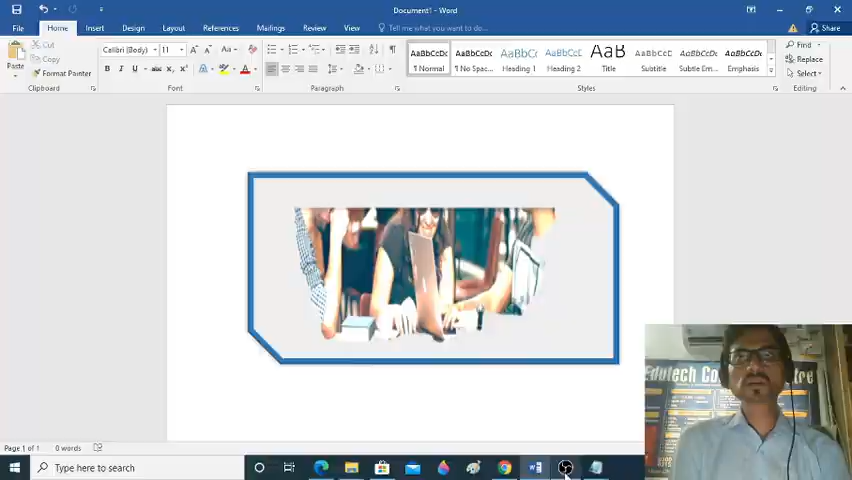 Document1 - Word
File Home Insert Design Layout References Mailings Review View Tell me what you want to do... Share
Cut
Copy
Format Painter
Paste
Calibri (Body) 11
AaBbCcDc AaBbCcDc AaBbCc AaBbCcD AaB AaBbCcD AaBbCcDc AaBbCcDc
¶ Normal ¶ No Spac... Heading 1 Heading 2 Title Subtitle Subtle Em... Emphasis
Find
Replace
Select
Clipboard Font Paragraph Styles Editing
Edutech Co
tre
Page 1 of 1 0 words
Type here to search